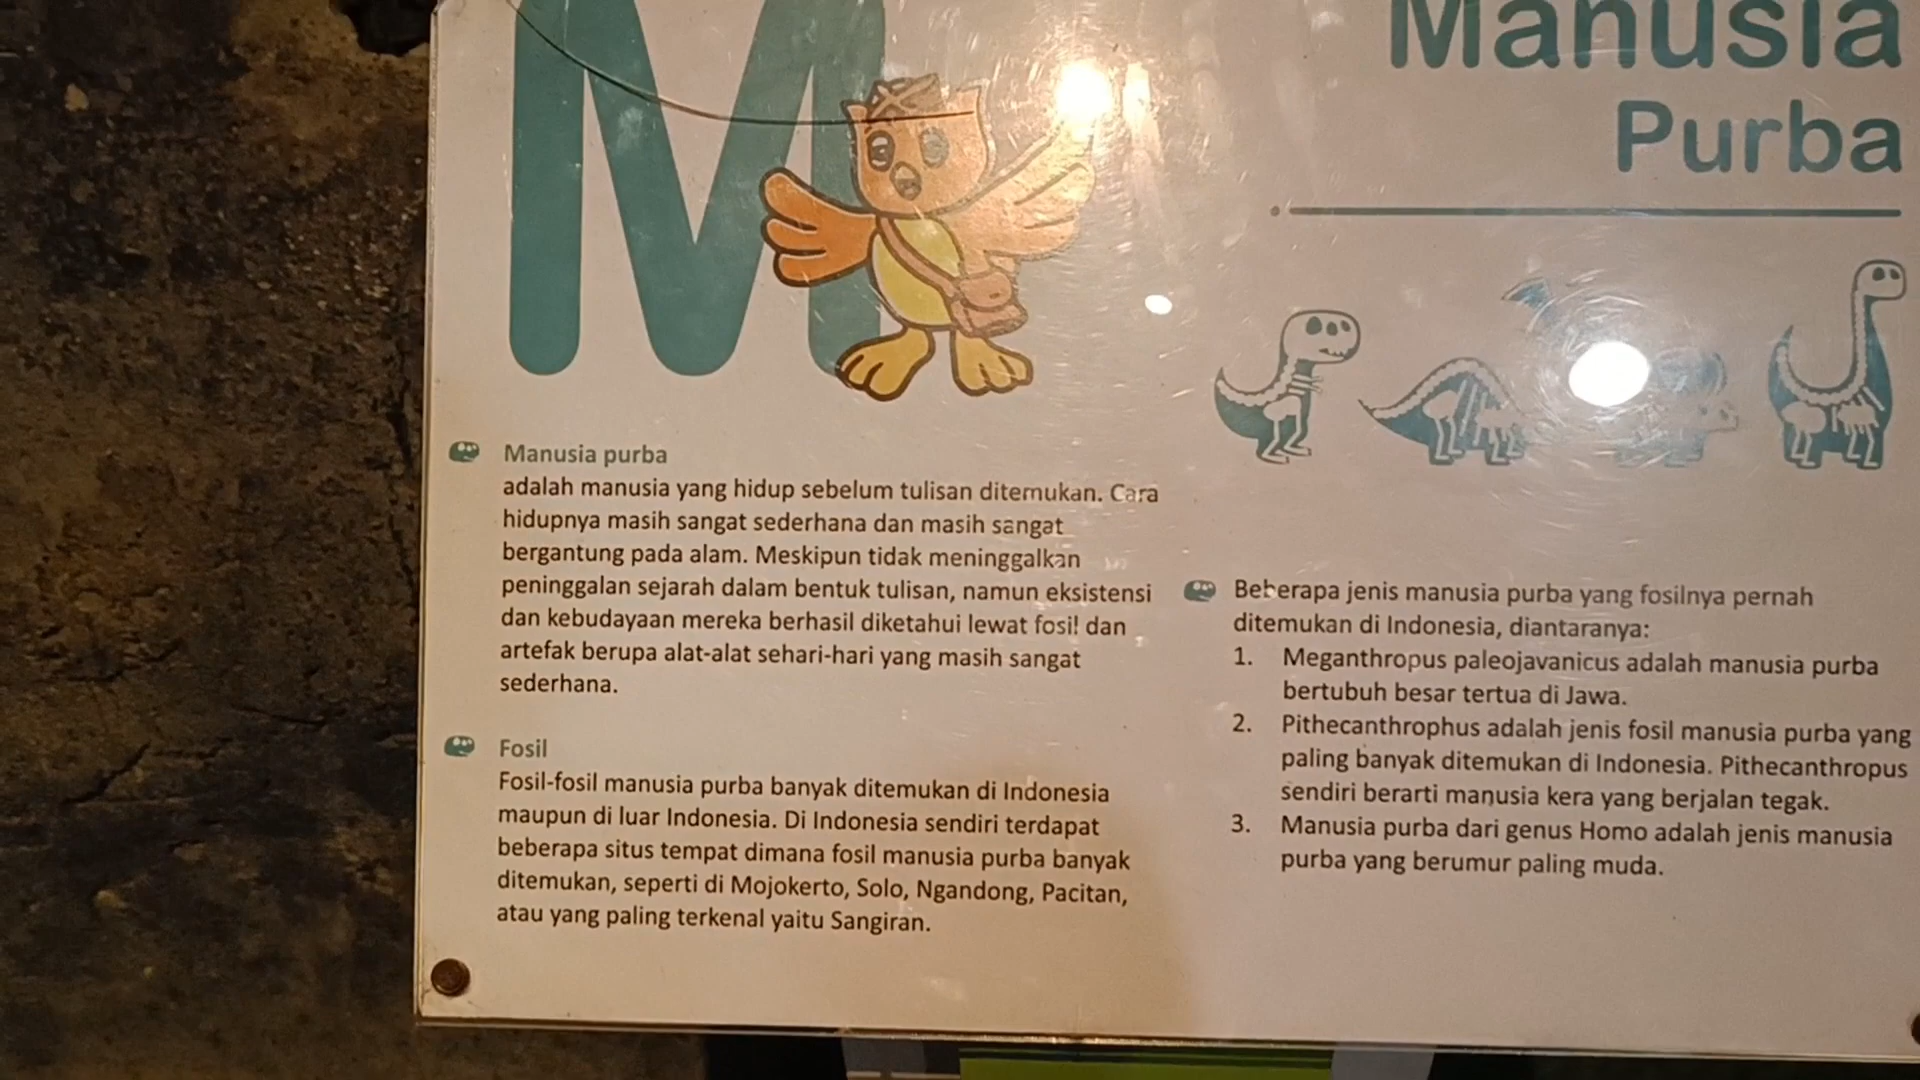 M
Manusia
Purba
Manusia purba
adalah manusia yang hidup sebelum tulisan ditemukan. Cara
hidupnya masih sangat sederhana dan masih sangat
bergantung pada alam. Meskipun tidak meninggalkan
peninggalan sejarah dalam bentuk tulisan, namun eksistensi
dan kebudayaan mereka berhasil diketahui lewat fosil dan
artefak berupa alat-alat sehari-hari yang masih sangat
sederhana.
Fosil
Fosil-fosil manusia purba banyak ditemukan di Indonesia
maupun di luar Indonesia. Di Indonesia sendiri terdapat
beberapa situs tempat dimana fosil manusia purba banyak
ditemukan, seperti di Mojokerto, Solo, Ngandong, Pacitan,
atau yang paling terkenal yaitu Sangiran.
Beberapa jenis manusia purba yang fosilnya pernah
ditemukan di Indonesia, diantaranya:
1. Meganthropus paleojavanicus adalah manusia purba
bertubuh besar tertua di Jawa.
2. Pithecanthrophus adalah jenis fosil manusia purba yang
paling banyak ditemukan di Indonesia. Pithecanthropus
sendiri berarti manusia kera yang berjalan tegak.
3. Manusia purba dari genus Homo adalah jenis manusia
purba yang berumur paling muda.